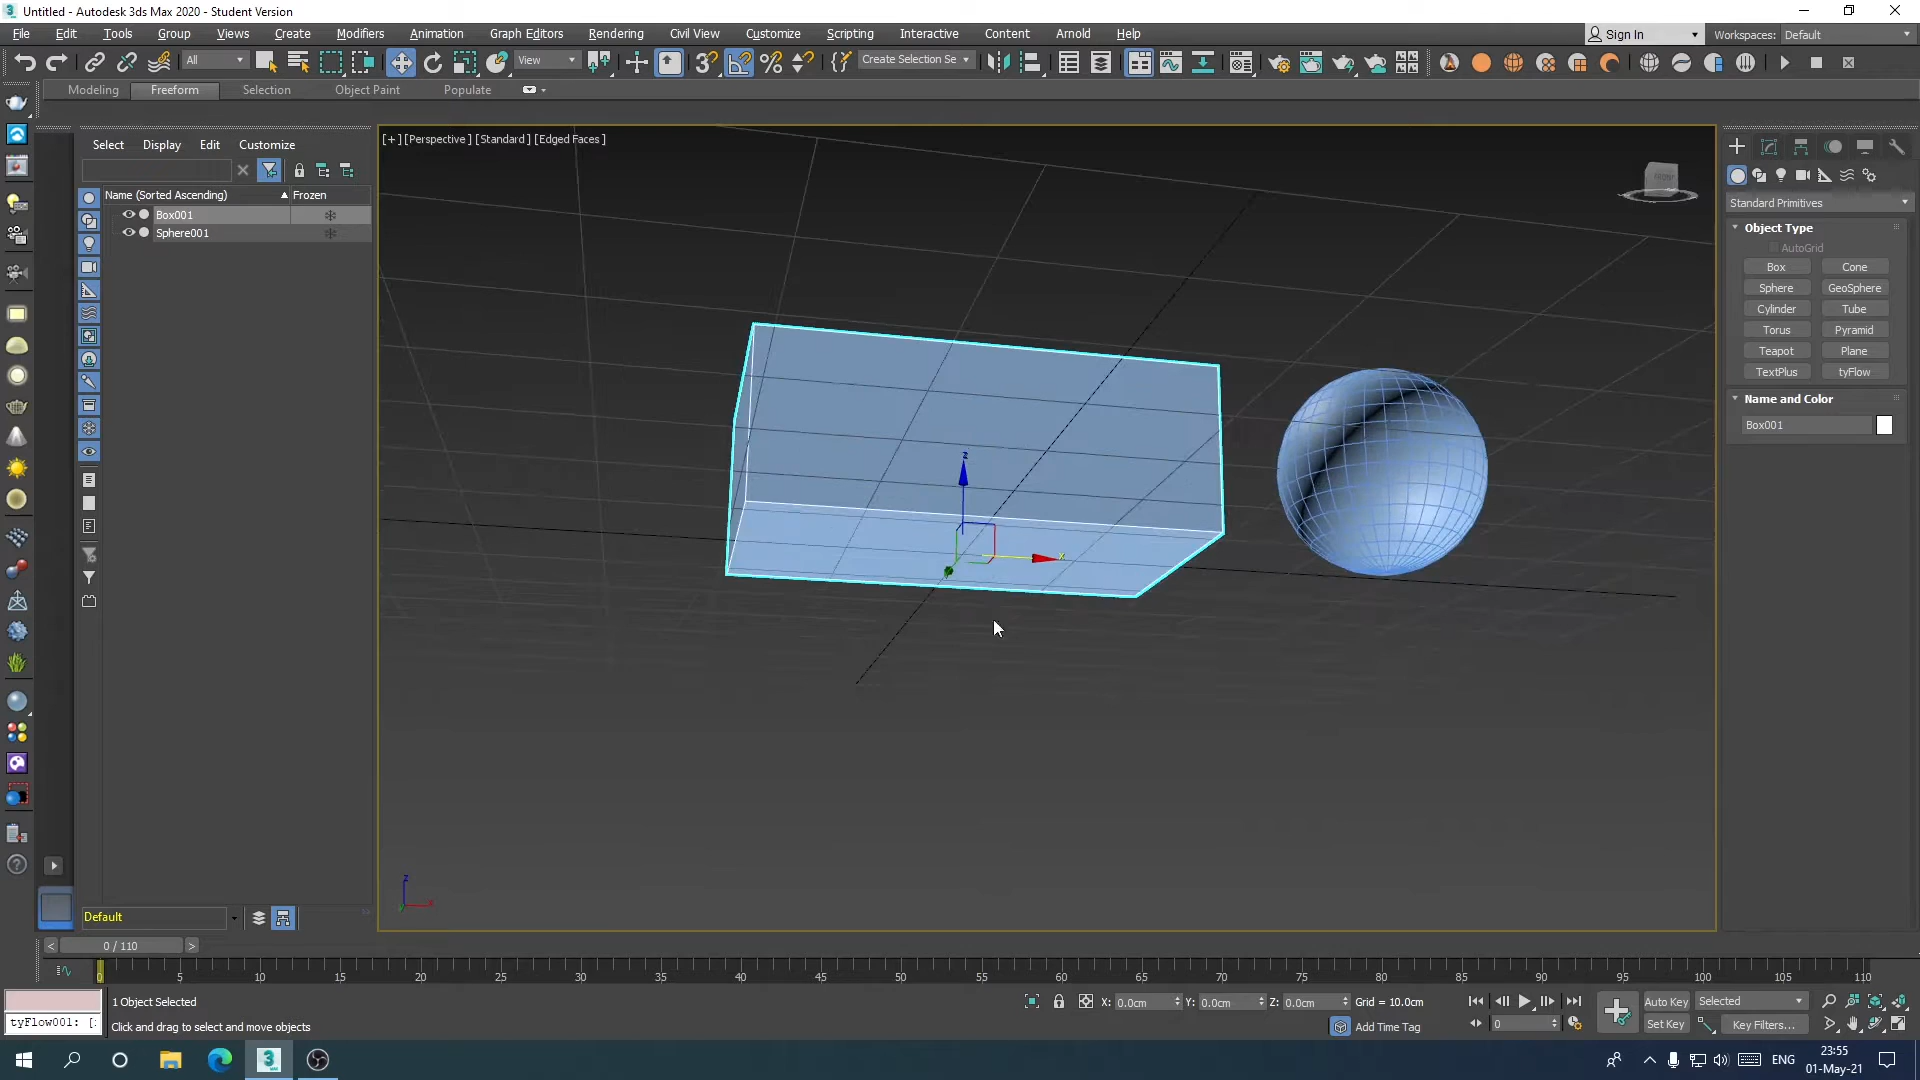 Untitled - Autodesk 3ds Max 2020 - Student Version
File Edit Tools Group Views Create Modifiers Animation Graph Editors Rendering Civil View Customize Scripting Interactive Content Arnold Help
Sign In Workspaces: Default
All View Create Selection Se
Modeling Freeform Selection Object Paint Populate
Select Display Edit Customize
[+] [Perspective ] [Standard ] [Edged Faces ]
Name (Sorted Ascending) Frozen
Box001
Sphere001
Standard Primitives
Object Type
AutoGrid
Box Cone
Sphere GeoSphere
Cylinder Tube
Torus Pyramid
Teapot Plane
TextPlus tyFlow
Name and Color
Box001
FRONT
z
x
z
x
Default
< 0 / 110 >
0 5 10 15 20 25 30 35 40 45 50 55 60 65 70 75 80 85 90 95 100 105 110
1 Object Selected X: 0.0cm Y: 0.0cm Z: 0.0cm Grid = 10.0cm Auto Key Selected
tyFlow001: [: Click and drag to select and move objects Add Time Tag 0 Set Key Key Filters...
ENG
23:55
01-May-21